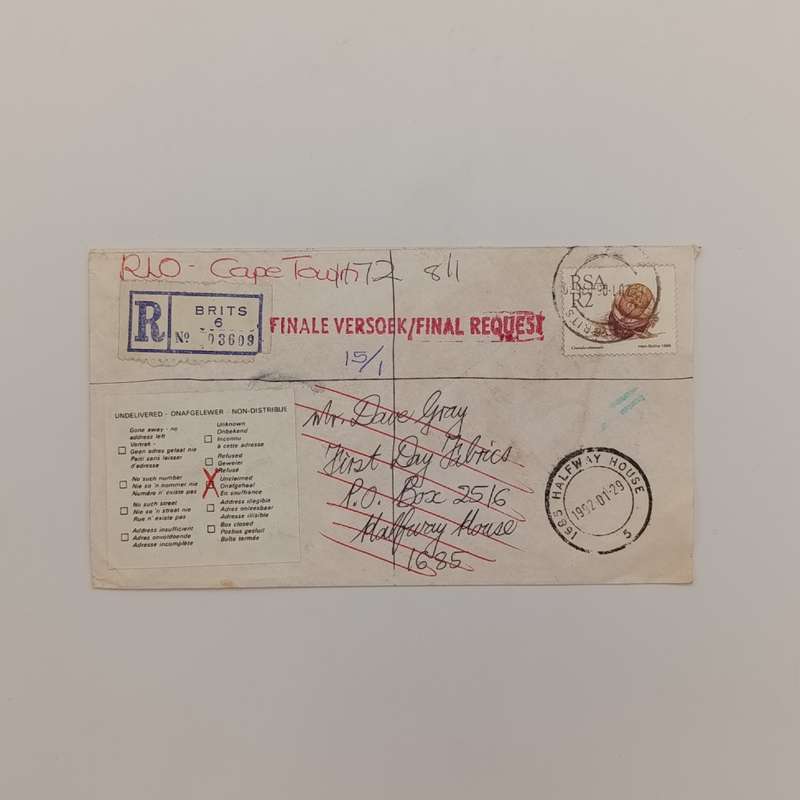 RLO - Cape Town 172 8/1
R BRITS
6
No 03609
FINALE VERSOEK/FINAL REQUEST
15/1
RSA
R2
UNDELIVERED - ONAFGELEWER - NON-DISTRIBUÉ
Gone away - no
address left
Vertrek -
Geen adres gelaat nie
Parti sans laisser
d'adresse
No such number
Nie so 'n nommer nie
Numéro n'existe pas
No such street
Nie so 'n straat nie
Rue n'existe pas
Address insufficient
Adres onvoldoende
Adresse incomplète
Unknown
Onbekend
Inconnu
à cette adresse
Refused
Geweier
Refusé
Unclaimed
Onafgehaal
En souffrance
Address illegible
Adres onleesbaar
Adresse illisible
Box closed
Posbus gesluit
Boîte fermée
Mr. Dave Gray
First Day Fibrics
P.O. Box 2516
Halfway House
1685
1685 HALFWAY HOUSE
1992-01-29
5